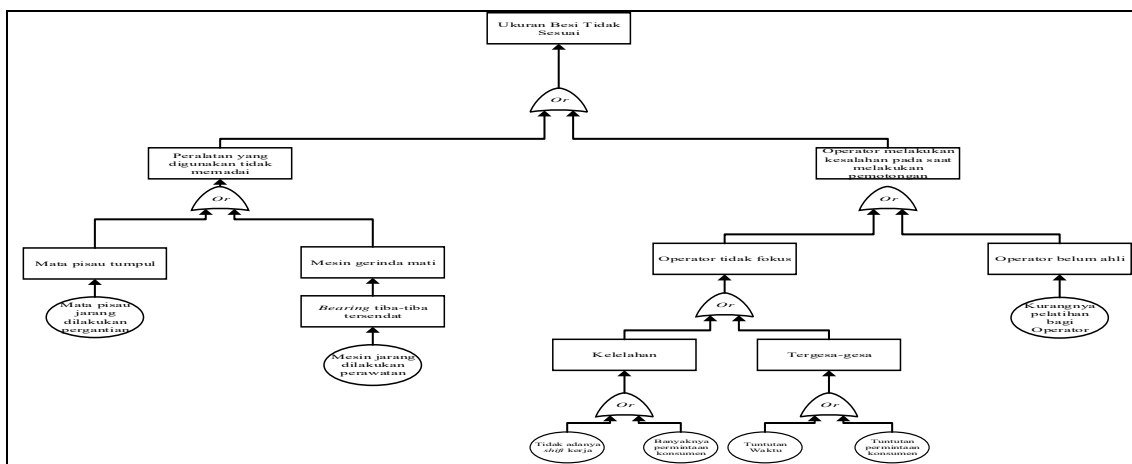 Ukuran Besi Tidak
Sesuai
Or
Peralatan yang
digunakan tidak
memadai
Operator melakukan
kesalahan pada saat
melakukan
pemotongan
Or
Or
Mata pisau tumpul
Mesin gerinda mati
Operator tidak fokus
Operator belum ahli
Mata pisau
jarang
dilakukan
pergantian
Bearing tiba-tiba
tersendat
Or
Kurangnya
pelatihan
bagi
Operator
Mesin jarang
dilakukan
perawatan
Kelelahan
Tergesa-gesa
Or
Or
Tidak adanya
shift kerja
Banyaknya
permintaan
konsumen
Tuntutan
Waktu
Tuntutan
permintaan
konsumen